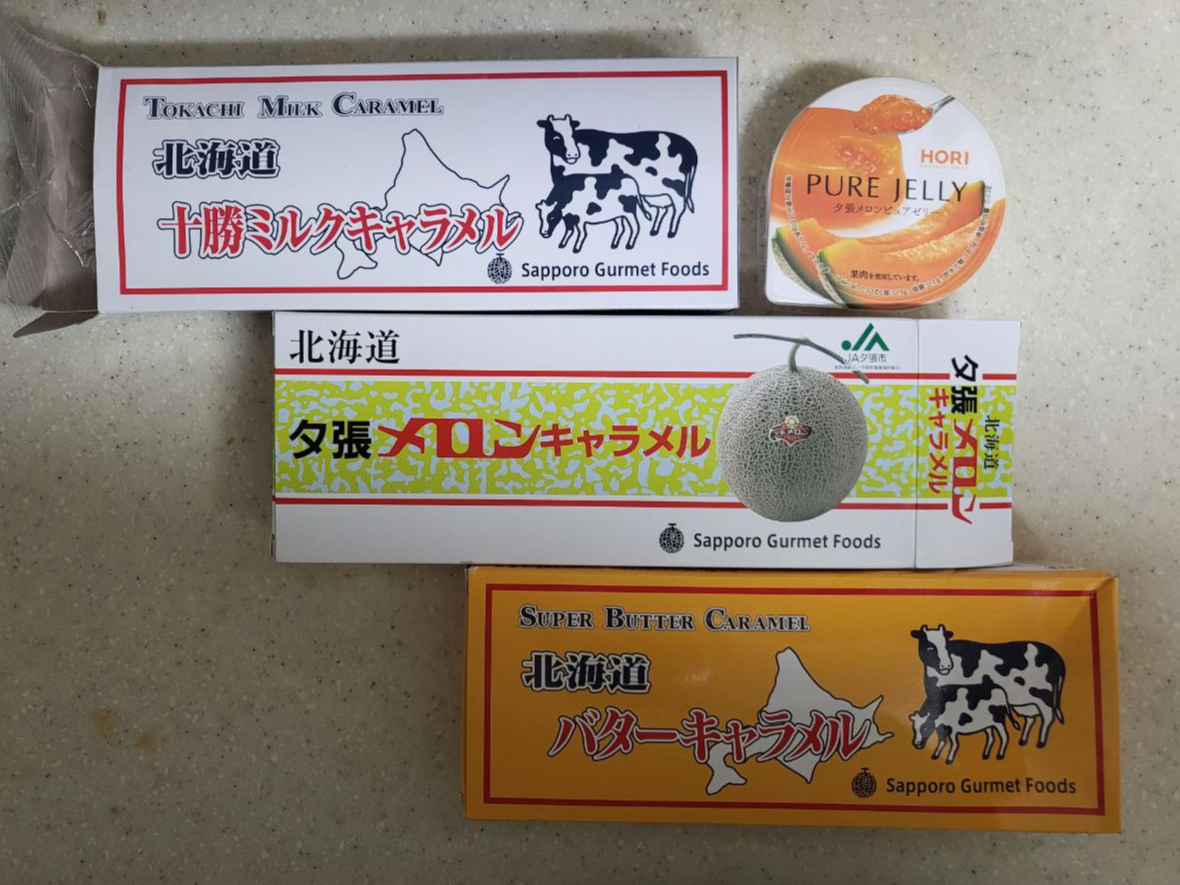 TOKACHI MILK CARAMEL
北海道
十勝ミルクキャラメル
Sapporo Gurmet Foods
HORI
PURE JELLY
夕張メロンピュアゼリー
果肉を使用しています。
北海道
JA夕張市
夕張メロンキャラメル
Sapporo Gurmet Foods
北海道
夕張メロン
キャラメル
SUPER BUTTER CARAMEL
北海道
バターキャラメル
Sapporo Gurmet Foods